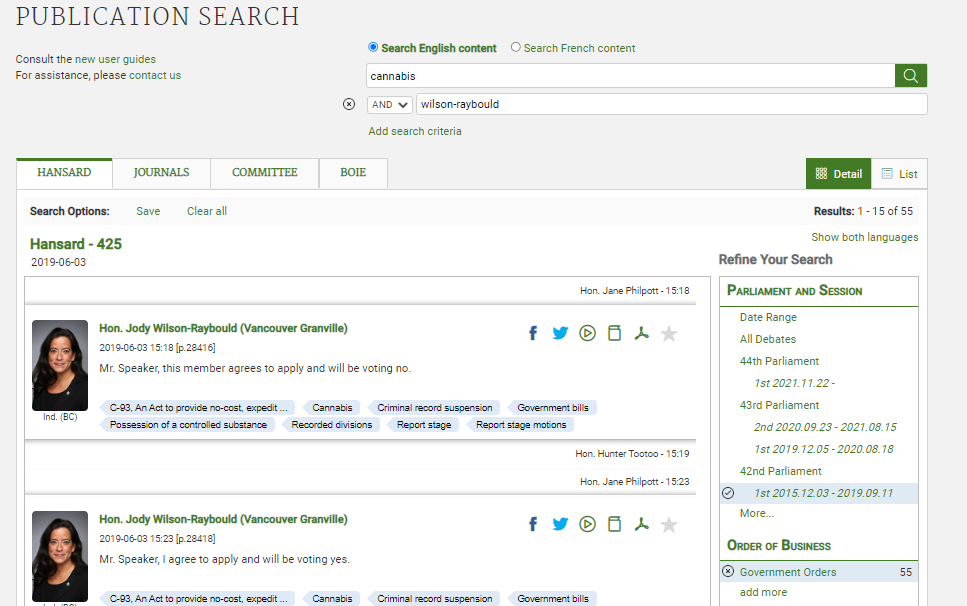 PUBLICATION SEARCH
Search English content Search French content
Consult the new user guides
For assistance, please contact us
cannabis
AND wilson-raybould
Add search criteria
HANSARD JOURNALS COMMITTEE BOIE Detail List
Search Options: Save Clear all Results: 1 - 15 of 55
Show both languages
Hansard - 425
2019-06-03
Hon. Jane Philpott - 15:18
Hon. Jody Wilson-Raybould (Vancouver Granville)
2019-06-03 15:18 [p.28416]
Mr. Speaker, this member agrees to apply and will be voting no.
Ind. (BC)
C-93, An Act to provide no-cost, expedit ... Cannabis Criminal record suspension Government bills
Possession of a controlled substance Recorded divisions Report stage Report stage motions
Hon. Hunter Tootoo - 15:19
Hon. Jane Philpott - 15:23
Hon. Jody Wilson-Raybould (Vancouver Granville)
2019-06-03 15:23 [p.28418]
Mr. Speaker, I agree to apply and will be voting yes.
C-93, An Act to provide no-cost, expedit ... Cannabis Criminal record suspension Government bills
Refine Your Search
PARLIAMENT AND SESSION
Date Range
All Debates
44th Parliament
1st 2021.11.22 -
43rd Parliament
2nd 2020.09.23 - 2021.08.15
1st 2019.12.05 - 2020.08.18
42nd Parliament
1st 2015.12.03 - 2019.09.11
More...
ORDER OF BUSINESS
Government Orders 55
add more